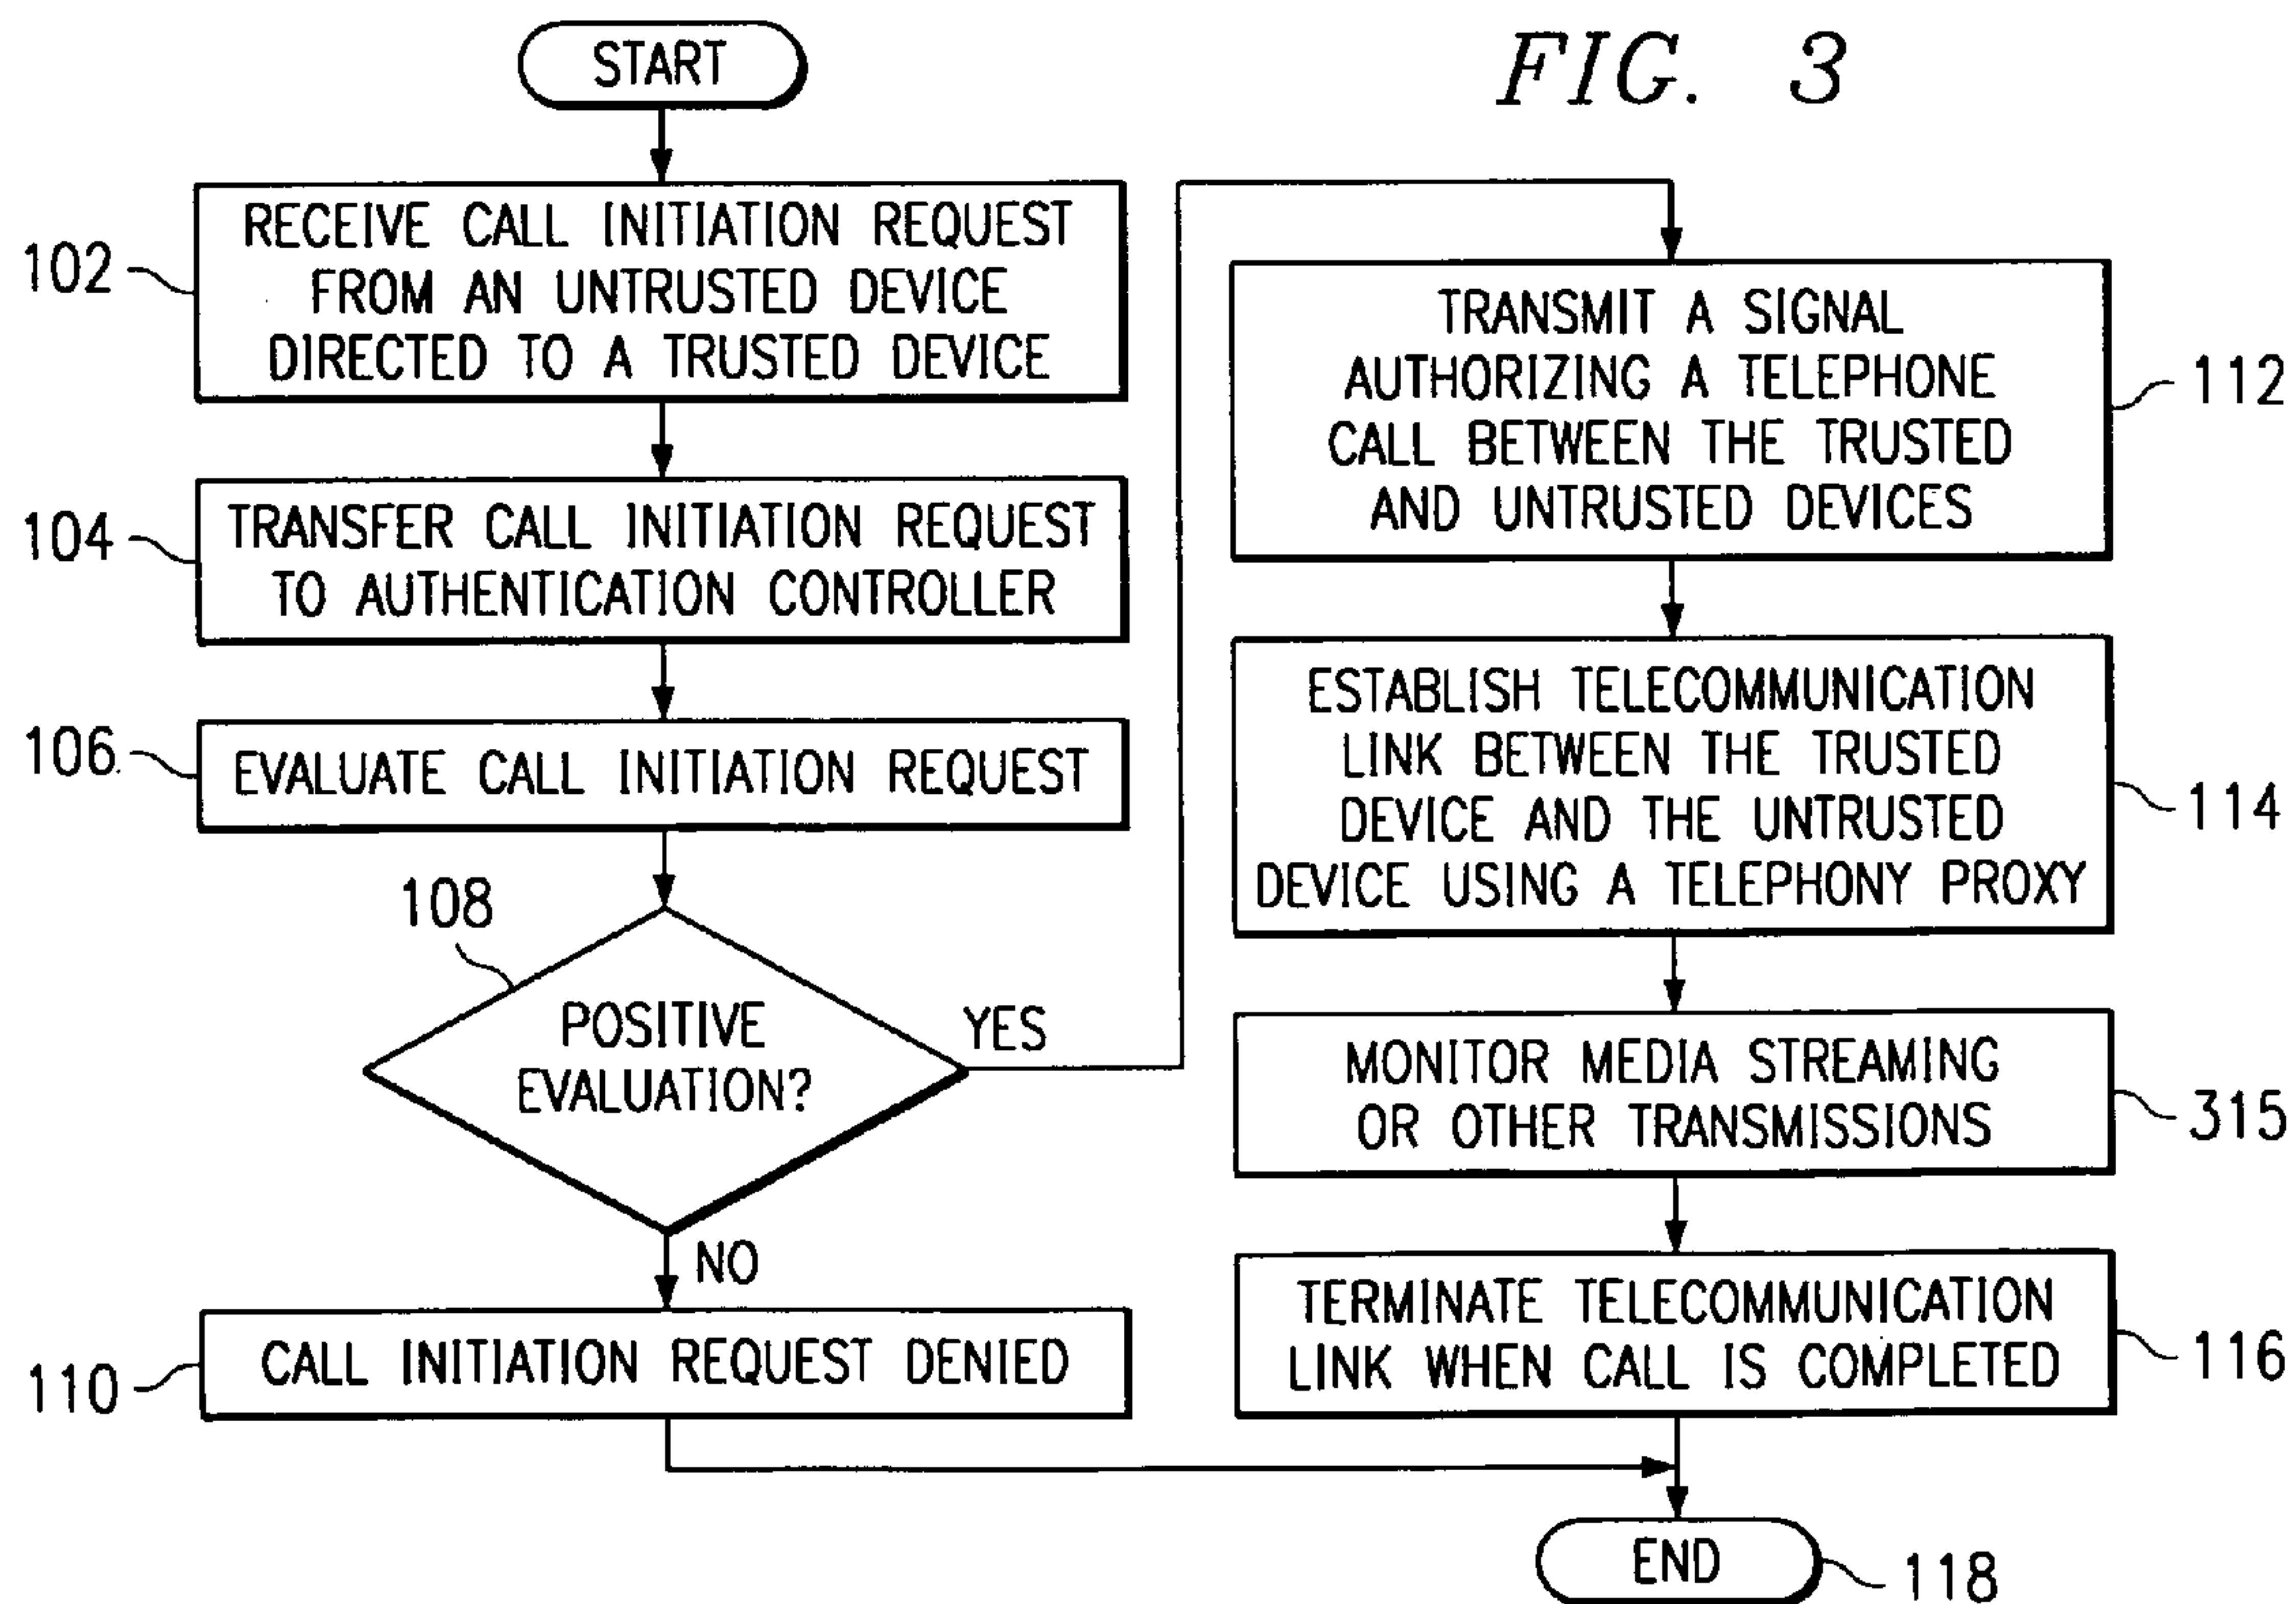 FIG. 3
START
102
RECEIVE CALL INITIATION REQUEST
FROM AN UNTRUSTED DEVICE
DIRECTED TO A TRUSTED DEVICE
104
TRANSFER CALL INITIATION REQUEST
TO AUTHENTICATION CONTROLLER
106
EVALUATE CALL INITIATION REQUEST
108
POSITIVE
EVALUATION?
YES
NO
110
CALL INITIATION REQUEST DENIED
TRANSMIT A SIGNAL
AUTHORIZING A TELEPHONE
CALL BETWEEN THE TRUSTED
AND UNTRUSTED DEVICES
112
ESTABLISH TELECOMMUNICATION
LINK BETWEEN THE TRUSTED
DEVICE AND THE UNTRUSTED
DEVICE USING A TELEPHONY PROXY
114
MONITOR MEDIA STREAMING
OR OTHER TRANSMISSIONS
315
TERMINATE TELECOMMUNICATION
LINK WHEN CALL IS COMPLETED
116
END
118